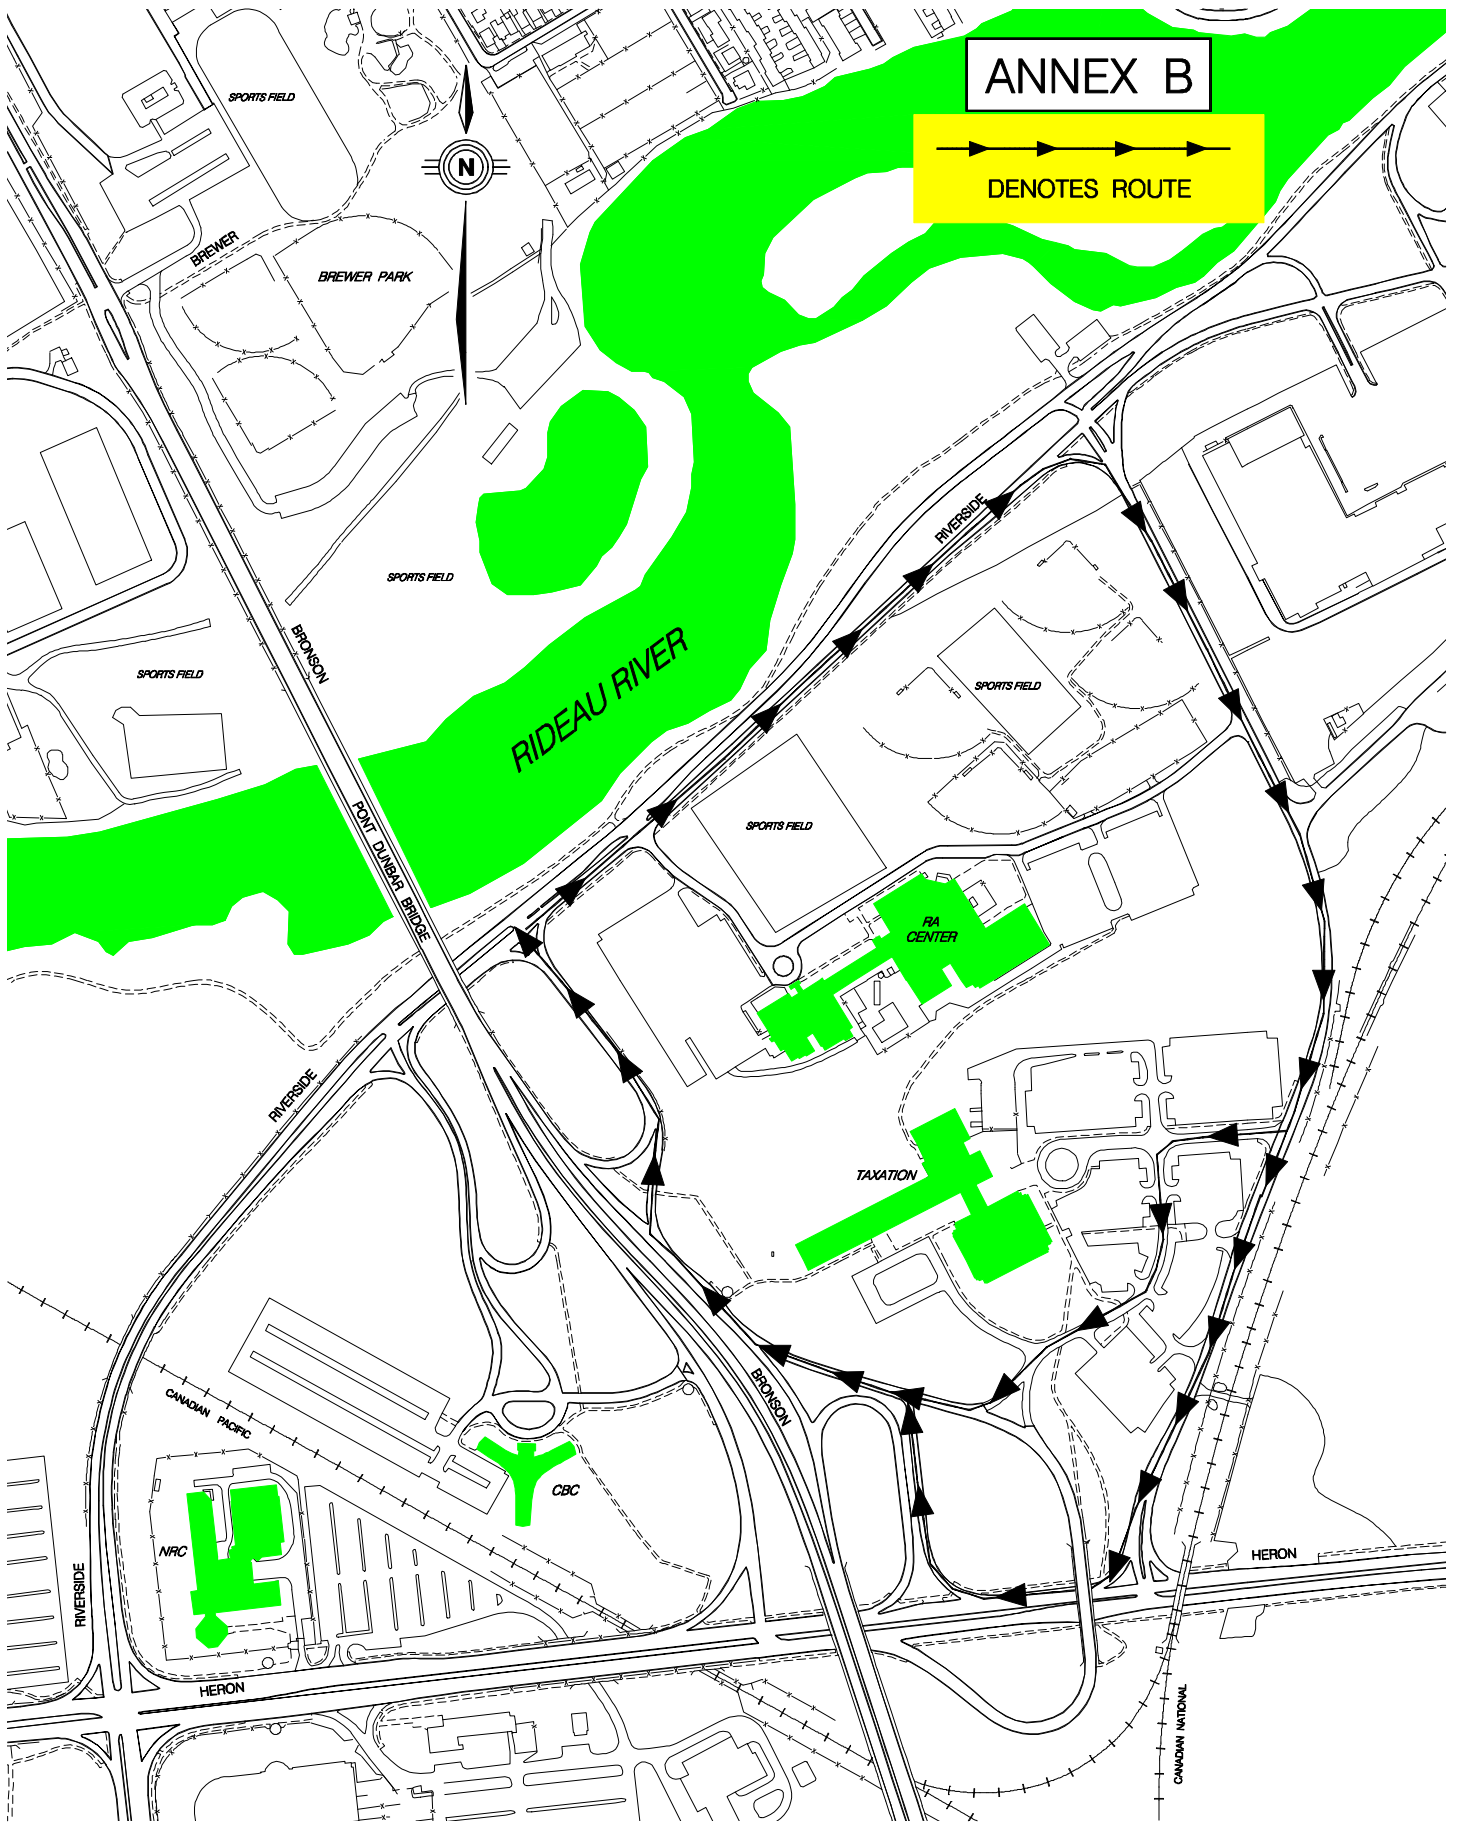 ANNEX B
DENOTES ROUTE
SPORTS FIELD
N
BREWER
BREWER PARK
RIVERSIDE
SPORTS FIELD
BRONSON
SPORTS FIELD
RIDEAU RIVER
SPORTS FIELD
PONT DUNBAR BRIDGE
SPORTS FIELD
RA
CENTER
RIVERSIDE
TAXATION
BRONSON
CANADIAN PACIFIC
CBC
NRC
HERON
RIVERSIDE
HERON
CANADIAN NATIONAL